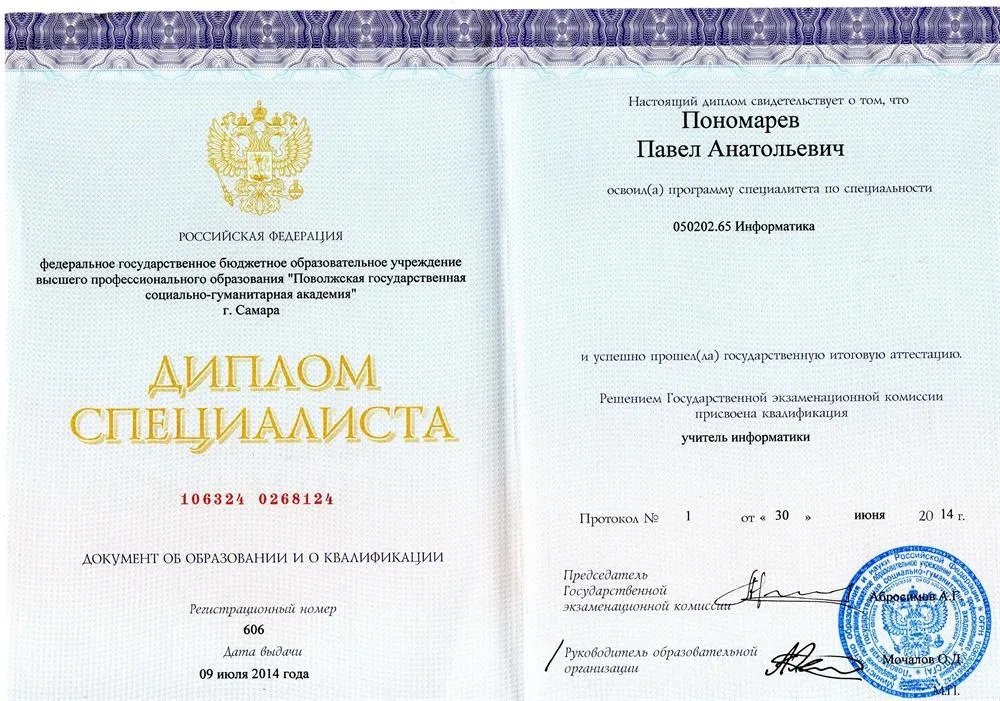 РОССИЙСКАЯ ФЕДЕРАЦИЯ
федеральное государственное бюджетное образовательное учреждение
высшего профессионального образования "Поволжская государственная
социально-гуманитарная академия"
г. Самара
ДИПЛОМ
СПЕЦИАЛИСТА
106324 0268124
ДОКУМЕНТ ОБ ОБРАЗОВАНИИ И О КВАЛИФИКАЦИИ
Регистрационный номер
606
Дата выдачи
09 июля 2014 года
Настоящий диплом свидетельствует о том, что
Пономарев
Павел Анатольевич
освоил(а) программу специалитета по специальности
050202.65 Информатика
и успешно прошел(ла) государственную итоговую аттестацию.
Решением Государственной экзаменационной комиссии
присвоена квалификация
учитель информатики
Протокол № 1 от « 30 » июня 20 14 г.
Председатель
Государственной
экзаменационной комиссии
Абросимов А.Г.
Руководитель образовательной
организации
Мочалов О.Д.
М.П.